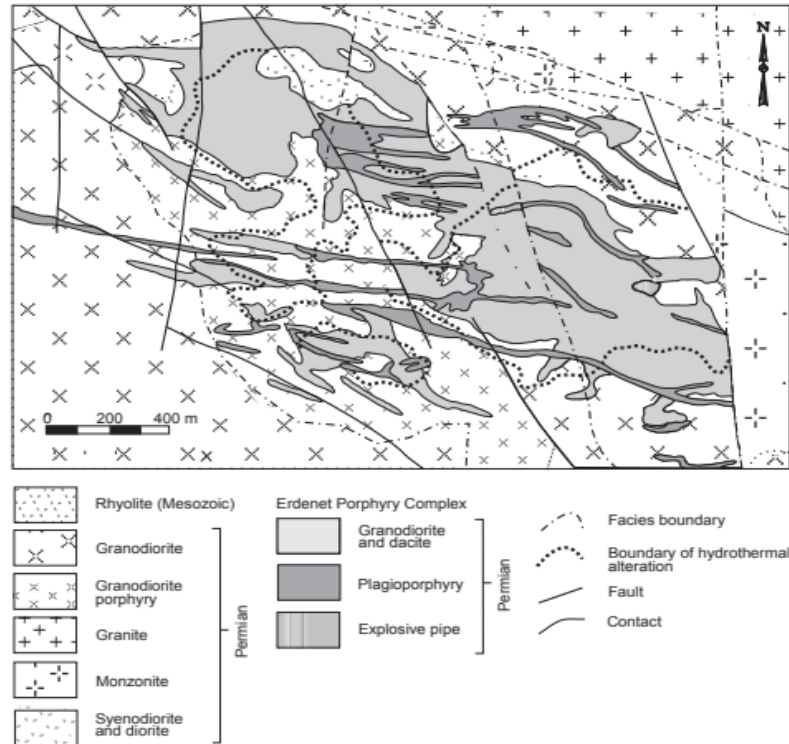 N
0 200 400 m
Rhyolite (Mesozoic)
Granodiorite
Granodiorite
porphyry
Granite
Monzonite
Syenodiorite
and diorite
Permian
Erdenet Porphyry Complex
Granodiorite
and dacite
Plagioporphyry
Explosive pipe
Permian
Facies boundary
Boundary of hydrothermal
alteration
Fault
Contact